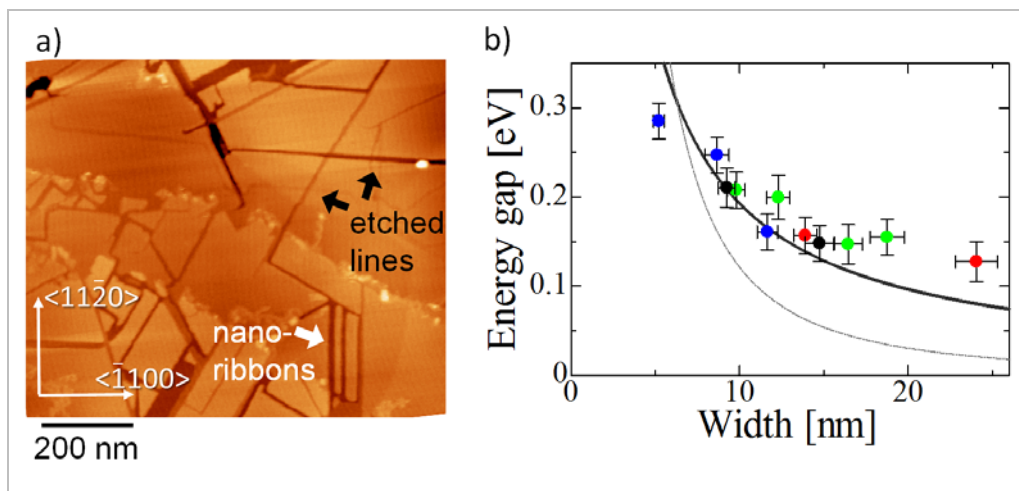 a)
etched
lines
<112̄0>
nano-
ribbons
<1̄100>
200 nm
b)
Energy gap [eV]
0.3
0.2
0.1
0
0
10
20
Width [nm]